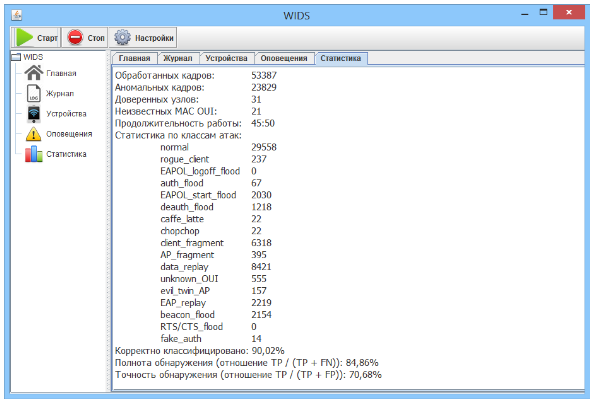 WIDS
Старт Стоп Настройки
WIDS
Главная
Журнал
Устройства
Оповещения
Статистика
Главная Журнал Устройства Оповещения Статистика
Обработанных кадров: 53387
Аномальных кадров: 23829
Доверенных узлов: 31
Неизвестных MAC OUI: 21
Продолжительность работы: 45:50
Статистика по классам атак:
normal 29558
rogue_client 237
EAPOL_logoff_flood 0
auth_flood 67
EAPOL_start_flood 2030
deauth_flood 1218
caffe_latte 22
chopchop 22
client_fragment 6318
AP_fragment 395
data_replay 8421
unknown_OUI 555
evil_twin_AP 157
EAP_replay 2219
beacon_flood 2154
RTS/CTS_flood 0
fake_auth 14
Корректно классифицировано: 90,02%
Полнота обнаружения (отношение TP / (TP + FN)): 84,86%
Точность обнаружения (отношение TP / (TP + FP)): 70,68%
LOG